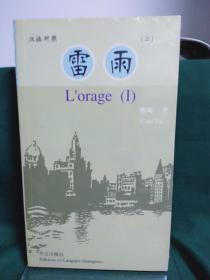 汉法对照
(上)
雷雨
L'orage (I)
曹禺 著
Cao Yu
外文出版社
Editions en Langues étrangères